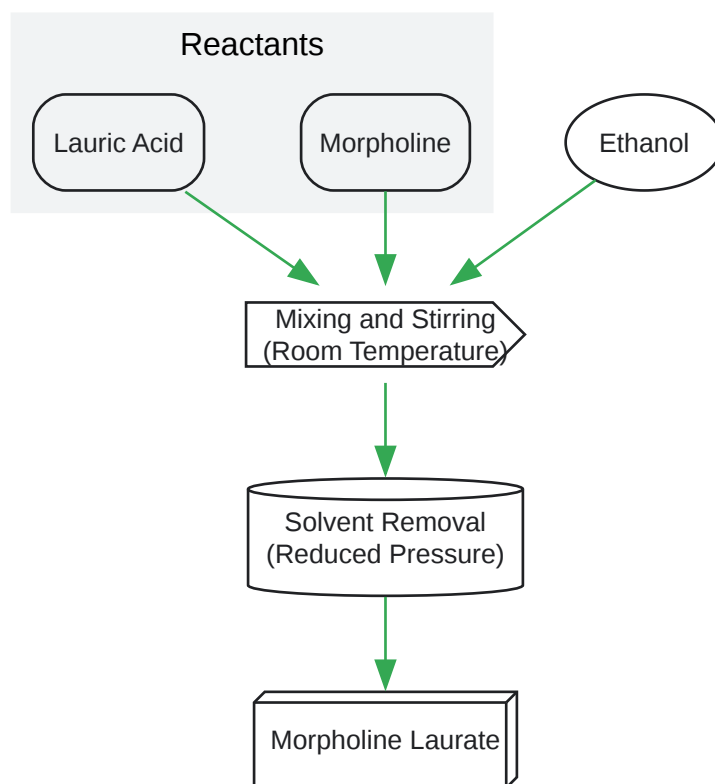 Reactants
Lauric Acid
Morpholine
Ethanol
Mixing and Stirring
(Room Temperature)
Solvent Removal
(Reduced Pressure)
Morpholine Laurate